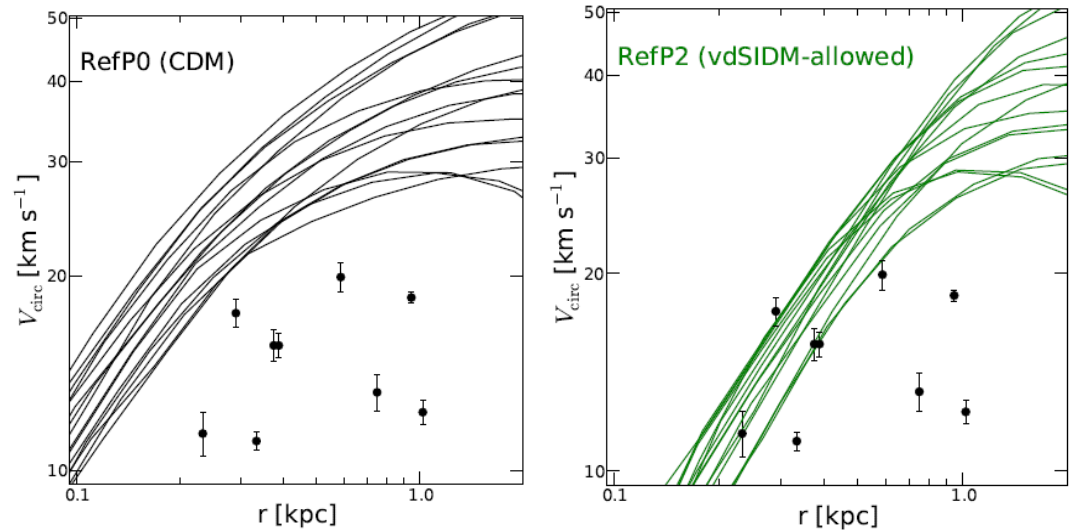 50
40
30
20
10
RefP0 (CDM)
V_circ [km s⁻¹]
0.1
1.0
r [kpc]
50
40
30
20
10
RefP2 (vdSIDM-allowed)
V_circ [km s⁻¹]
0.1
1.0
r [kpc]